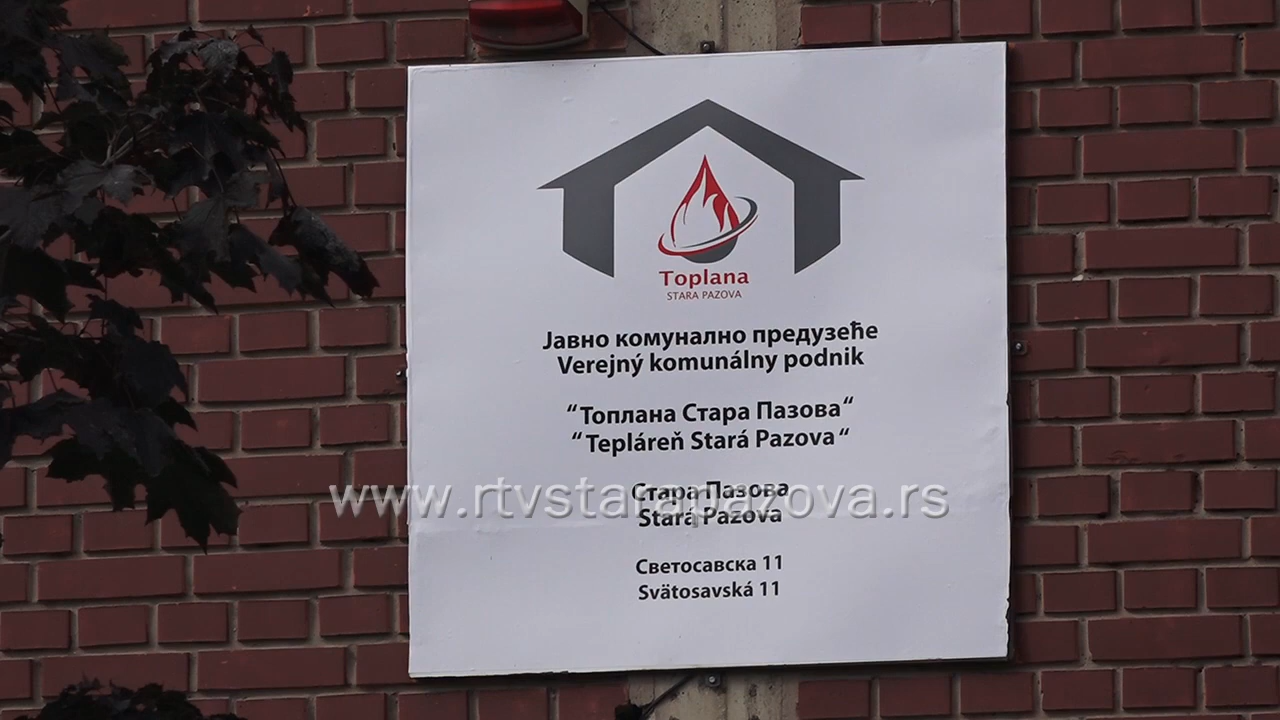 Toplana
STARA PAZOVA
Јавно комунално предузеће
Verejný komunálny podnik
“Топлана Стара Пазова“
“Tepláreň Stará Pazova“
Стара Пазова
www.rtvstarapazova.rs
Stará Pazova
Светосавска 11
Svätosavská 11